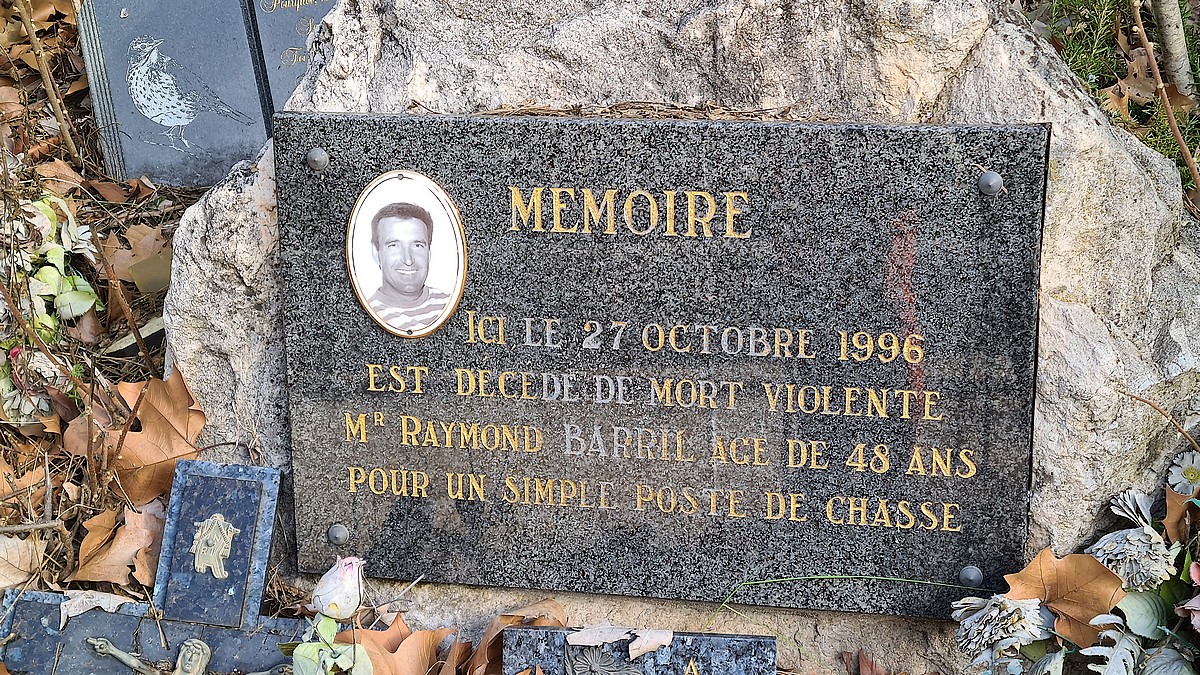 MEMOIRE
ICI LE 27 OCTOBRE 1996
EST DECEDE DE MORT VIOLENTE
Mr RAYMOND BARRIL AGE DE 48 ANS
POUR UN SIMPLE POSTE DE CHASSE
A